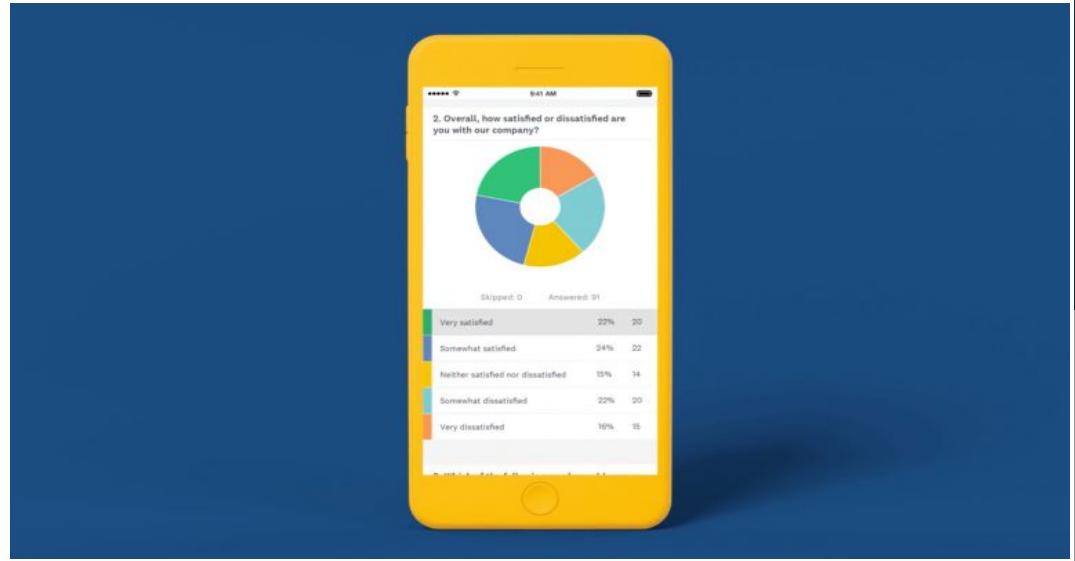 9:41 AM
2. Overall, how satisfied or dissatisfied are
you with our company?
Skipped: 0 Answered: 91
Very satisfied 22% 20
Somewhat satisfied 24% 22
Neither satisfied nor dissatisfied 15% 14
Somewhat dissatisfied 22% 20
Very dissatisfied 16% 15